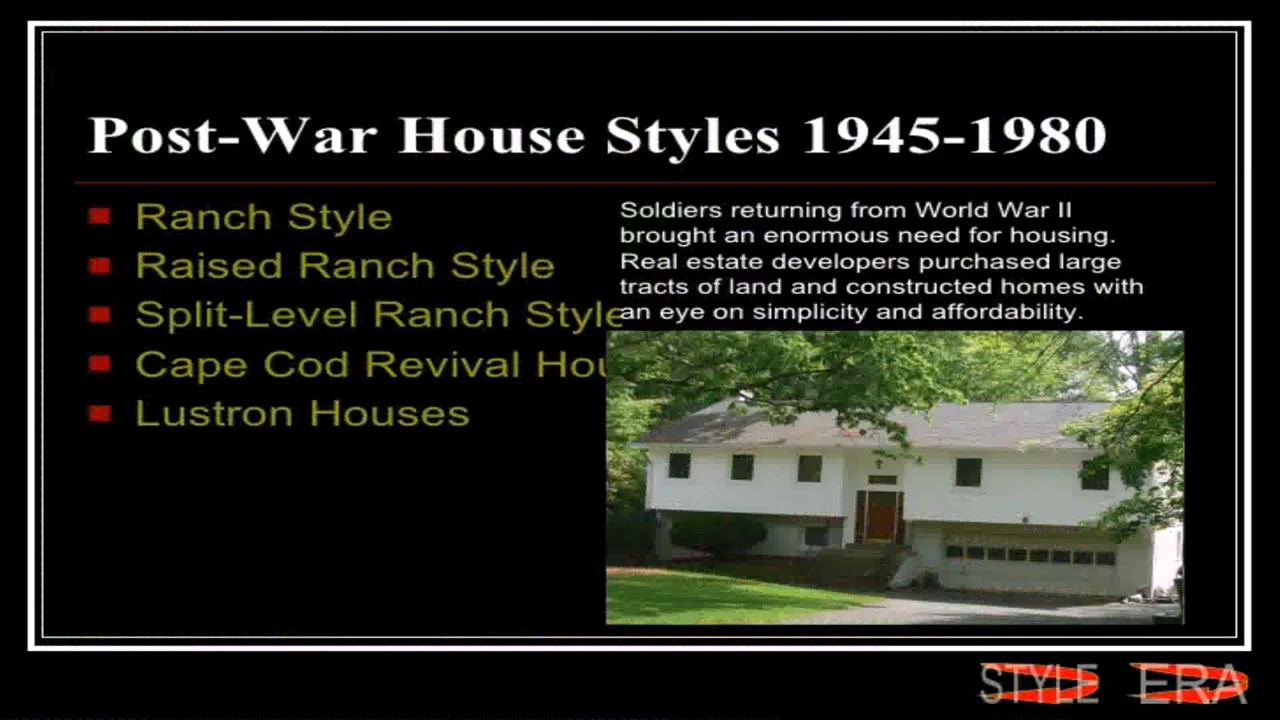 Post-War House Styles 1945-1980
Ranch Style
Raised Ranch Style
Split-Level Ranch Style
Cape Cod Revival Hou
Lustron Houses
Soldiers returning from World War II
brought an enormous need for housing.
Real estate developers purchased large
tracts of land and constructed homes with
an eye on simplicity and affordability.
STYLE ERA